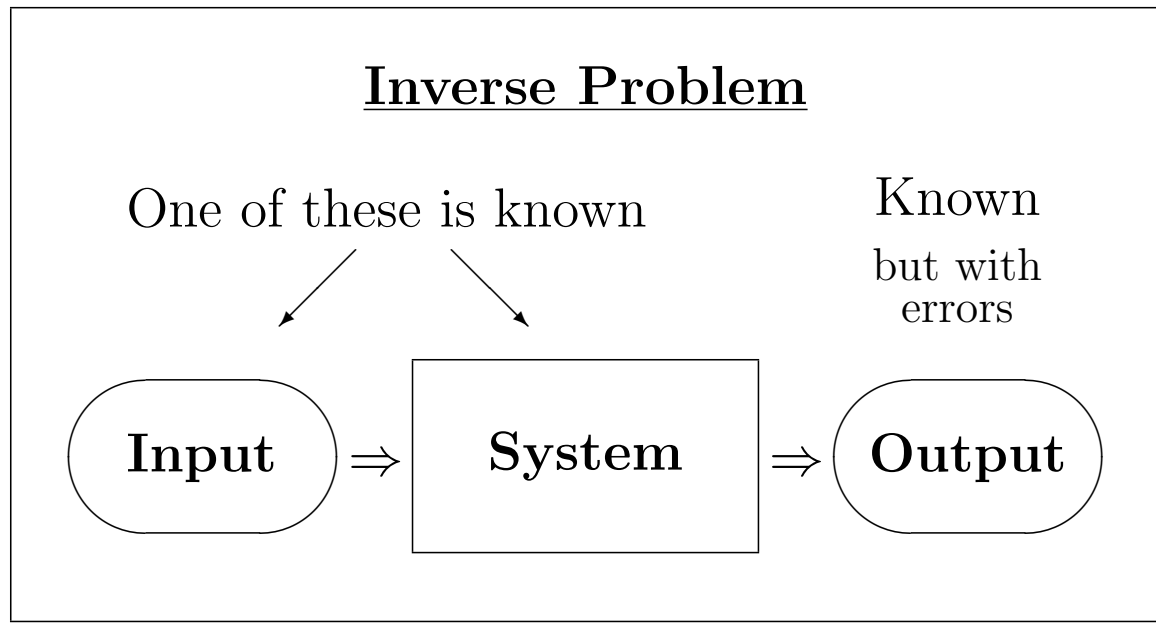 Inverse Problem
One of these is known
Known
but with
errors
Input ⇒ System ⇒ Output